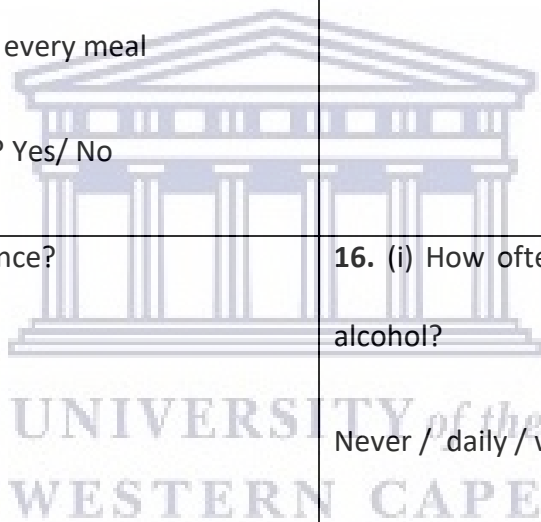 every meal
? Yes/ No
nce?
16. (i) How ofte
alcohol?
Never / daily / v
UNIVERSITY of the
WESTERN CAPE